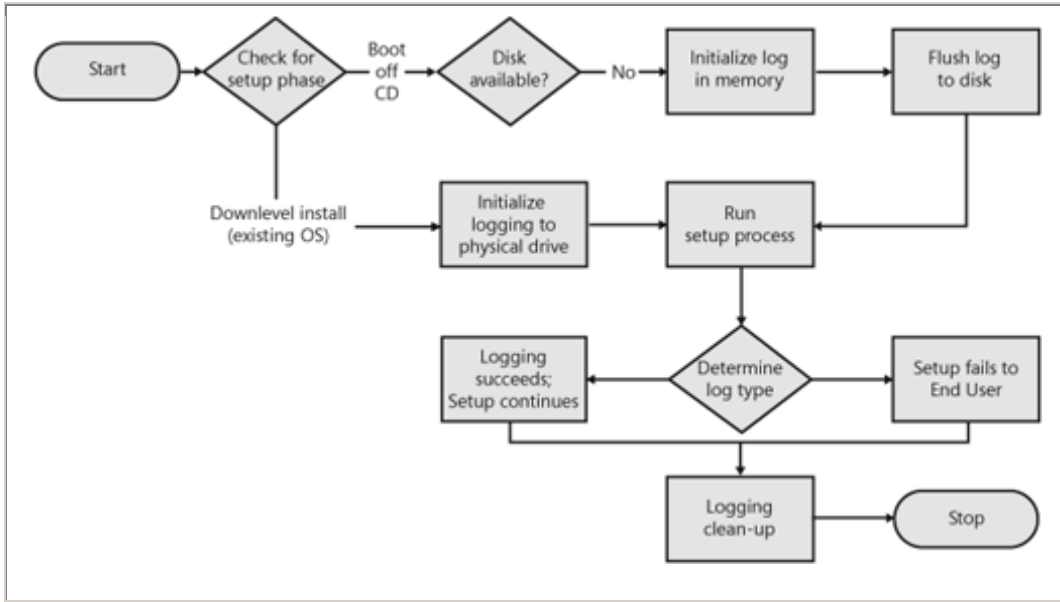 Start
Check for
setup phase
Boot
off
CD
Disk
available?
No
Initialize log
in memory
Flush log
to disk
Downlevel install
(existing OS)
Initialize
logging to
physical drive
Run
setup process
Logging
succeeds;
Setup continues
Determine
log type
Setup fails to
End User
Logging
clean-up
Stop